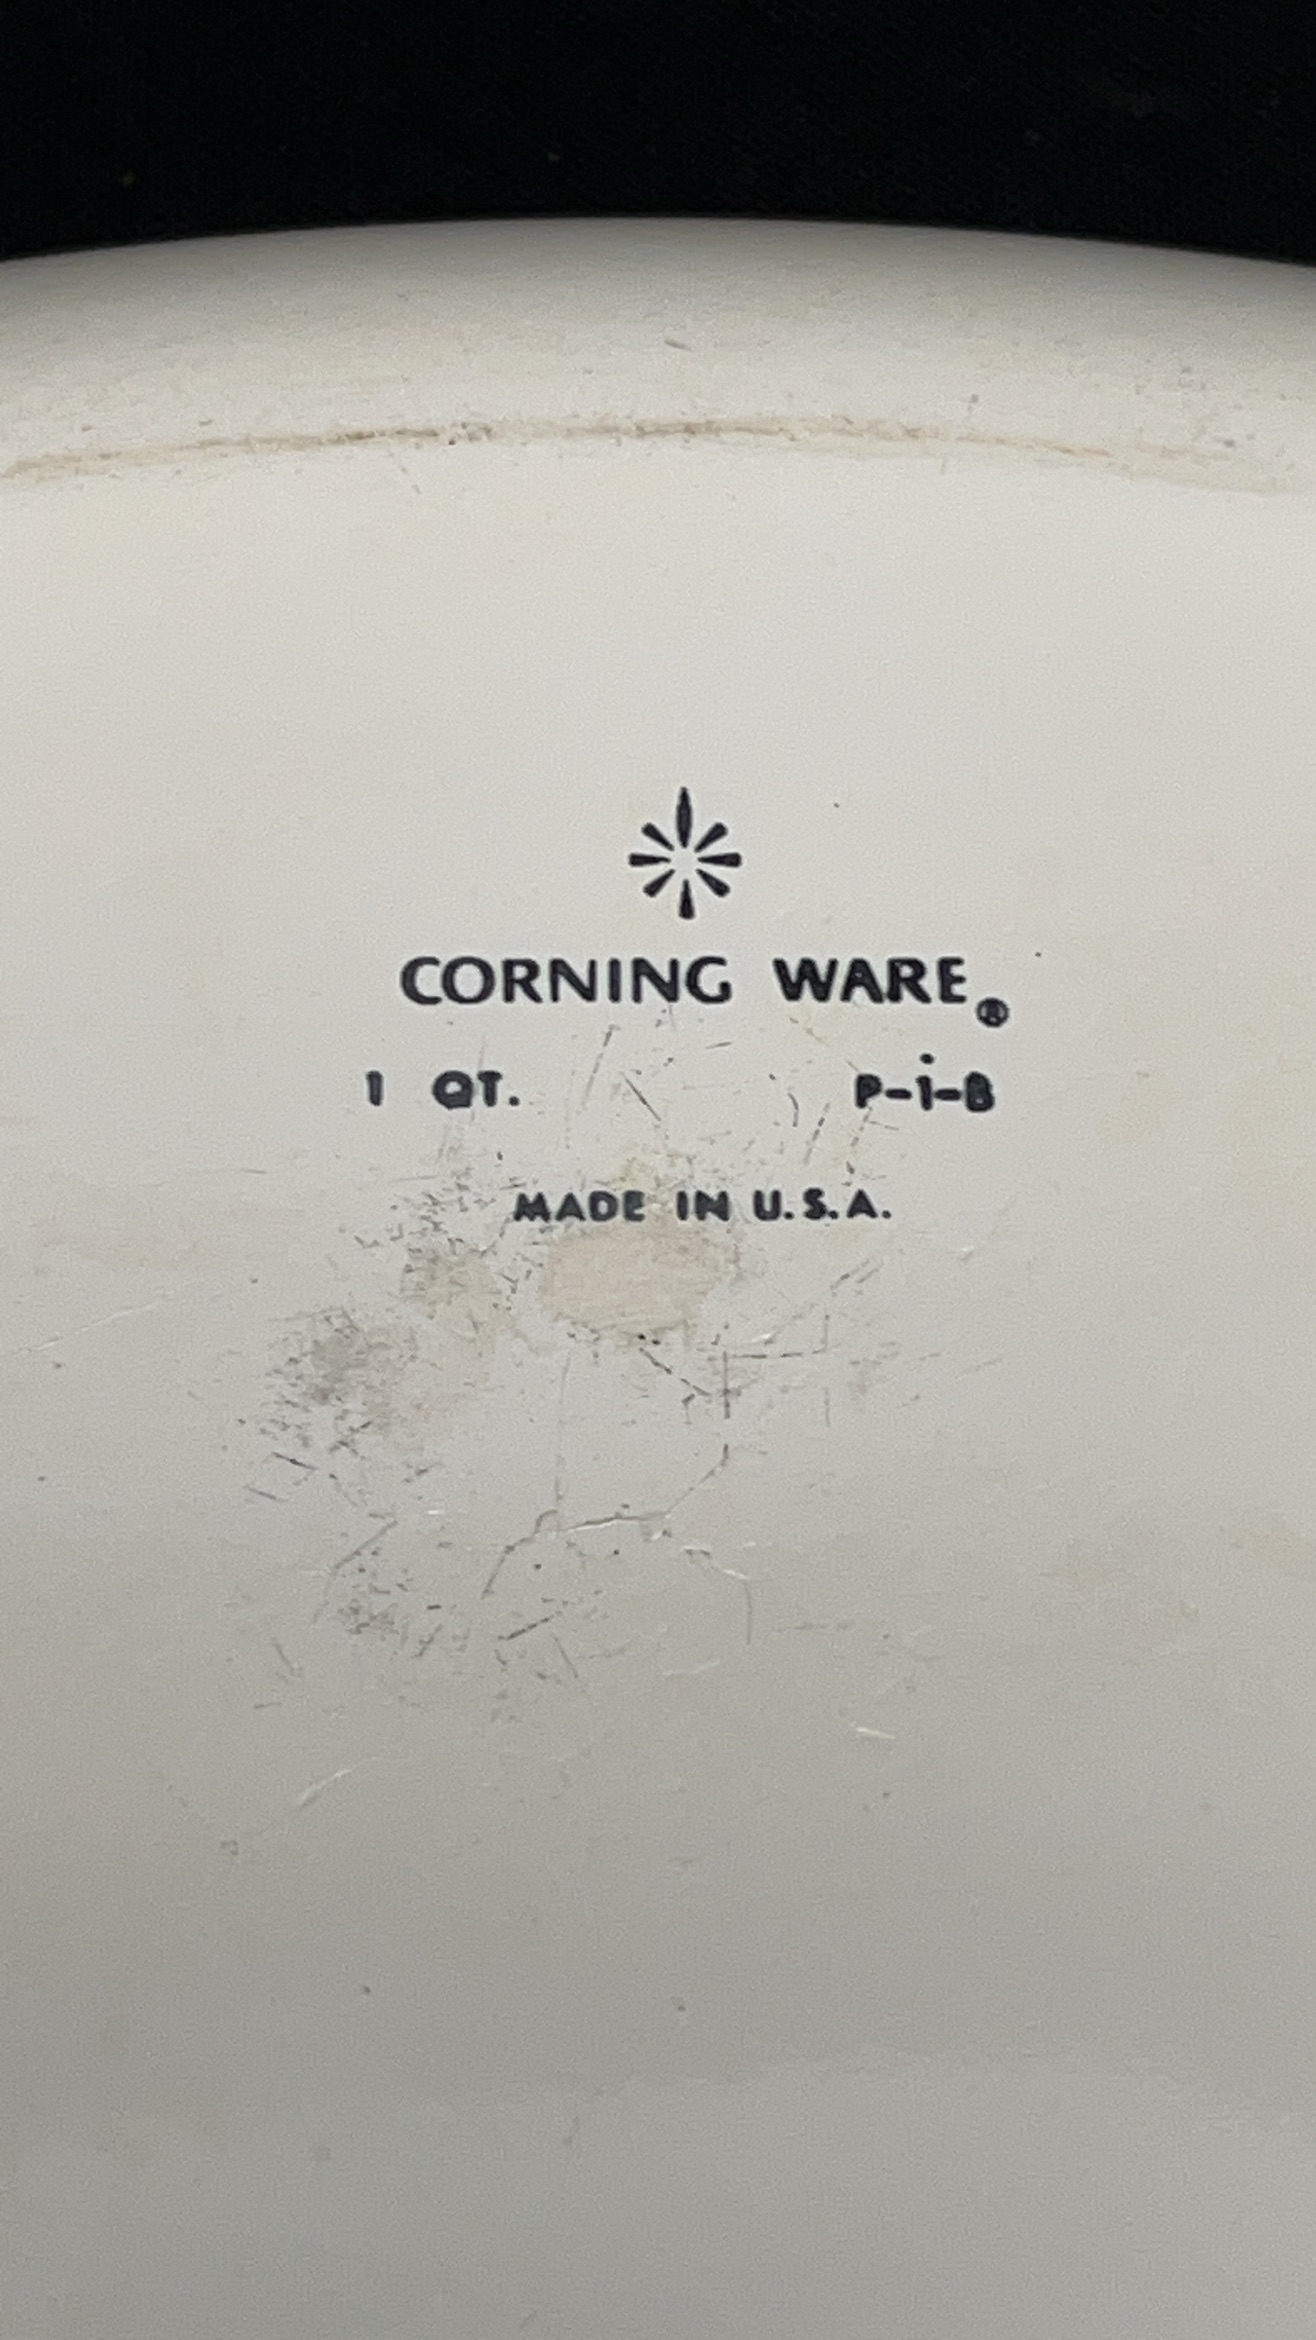 CORNING WARE®
1 QT. P-1-B
MADE IN U.S.A.